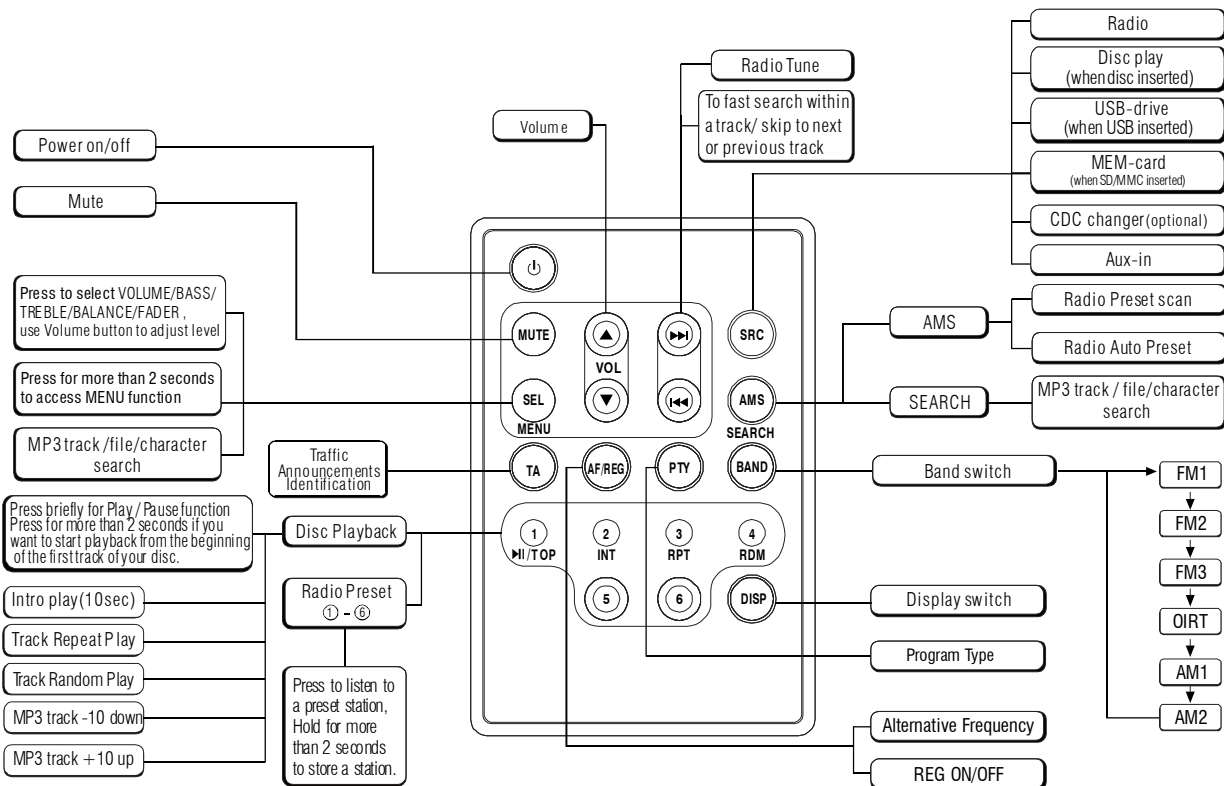 Radio
Disc play
(when disc inserted)
USB-drive
(when USB inserted)
MEM-card
(when SD/MMC inserted)
CDC changer(optional)
Aux-in
Radio Tune
To fast search within
a track/ skip to next
or previous track
Volume
Power on/off
Mute
Press to select VOLUME/BASS/
TREBLE/BALANCE/FADER ,
use Volume button to adjust level
Press for more than 2 seconds
to access MENU function
MP3 track /file/character
search
Traffic
Announcements
Identification
Press briefly for Play / Pause function
Press for more than 2 seconds if you
want to start playback from the beginning
of the first track of your disc.
Disc Playback
Intro play(10sec)
Track Repeat Play
Track Random Play
MP3 track -10 down
MP3 track +10 up
Radio Preset
① - ⑥
Press to listen to
a preset station,
Hold for more
than 2 seconds
to store a station.
MUTE
VOL
SRC
SEL
MENU
AMS
SEARCH
TA
AF/REG
PTY
BAND
1
2
3
4
/TOP
INT
RPT
RDM
5
6
DISP
AMS
Radio Preset scan
Radio Auto Preset
SEARCH
MP3 track / file/character
search
Band switch
FM1
FM2
FM3
OIRT
AM1
AM2
Display switch
Program Type
Alternative Frequency
REG ON/OFF